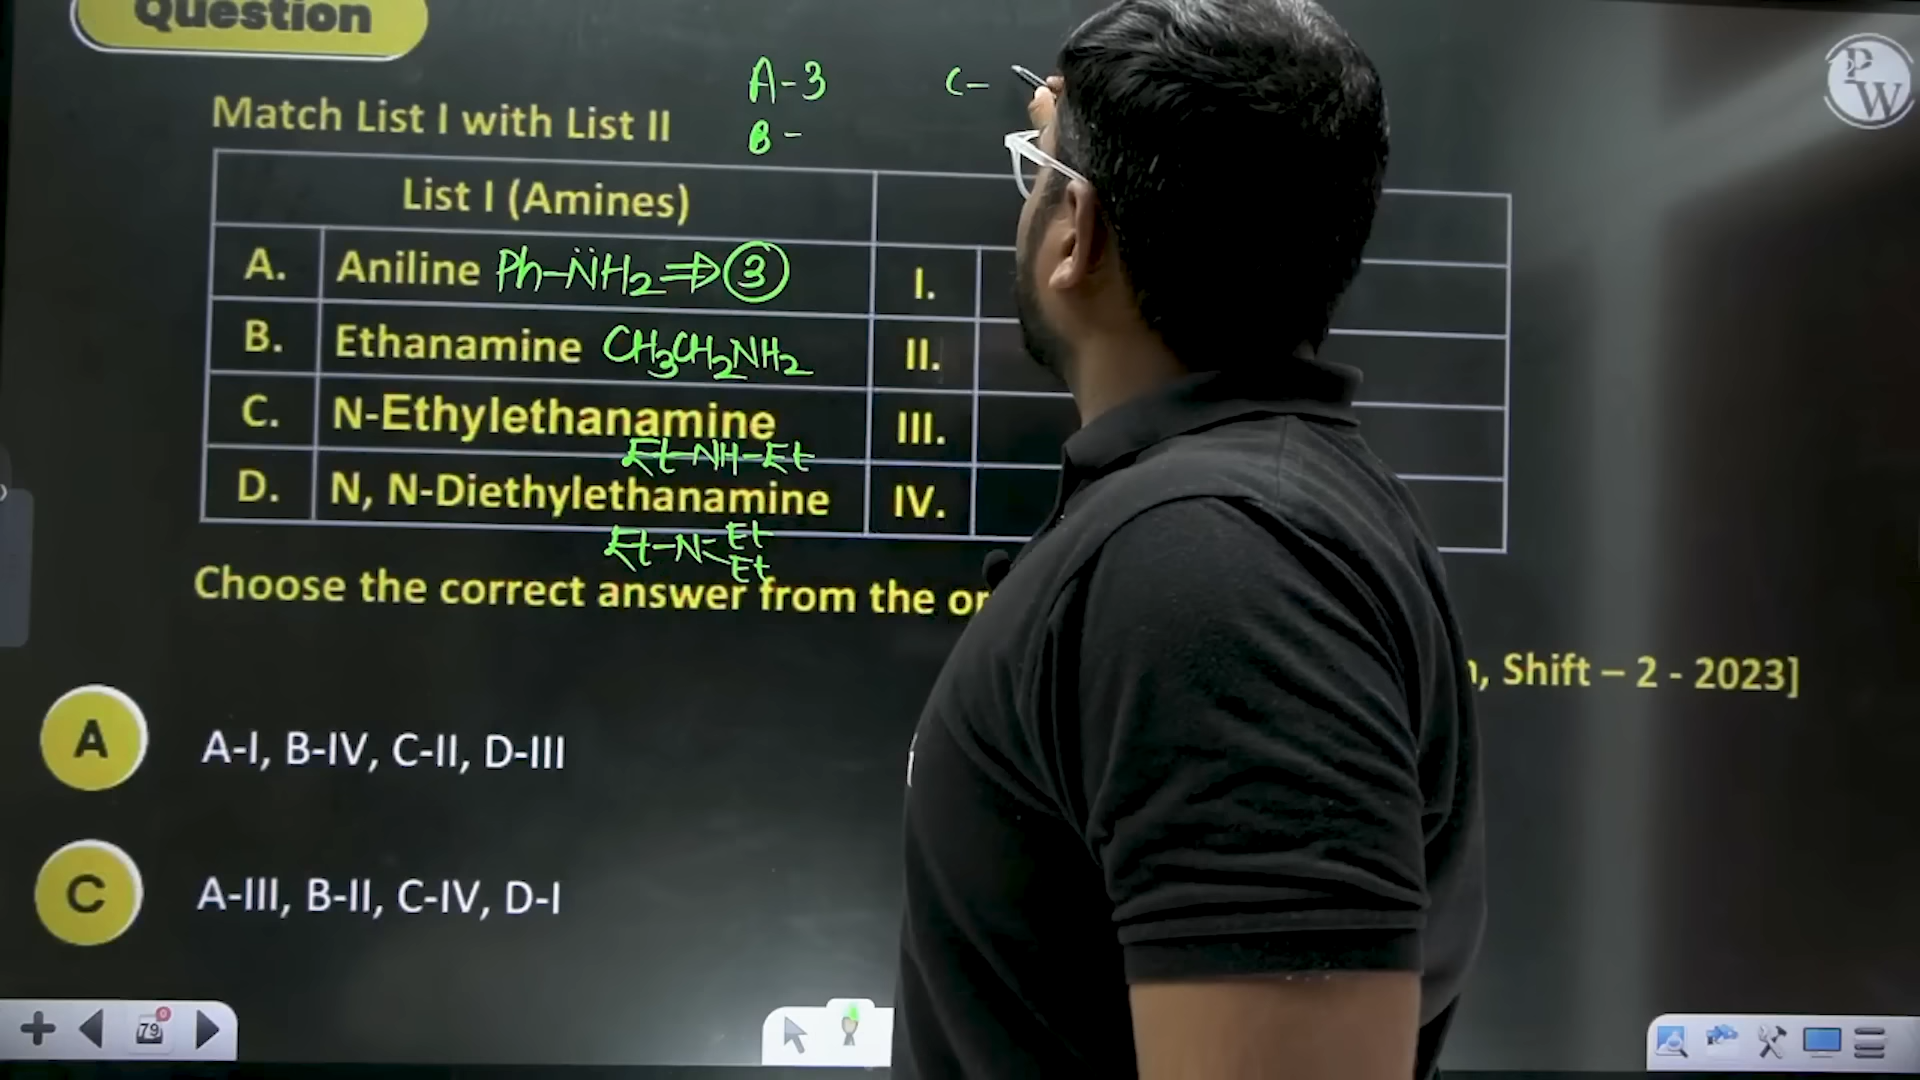 Question
A-3 C-
B-
Match List I with List II
List I (Amines)
A. Aniline Ph-N̈H₂ ⇒ 3 I.
B. Ethanamine CH₃CH₂NH₂ II.
C. N-Ethylethanamine III.
Et-NH-Et
D. N, N-Diethylethanamine IV.
Et-N-Et
Et
Choose the correct answer from the
, Shift – 2 - 2023]
A A-I, B-IV, C-II, D-III
C A-III, B-II, C-IV, D-I
79
PW